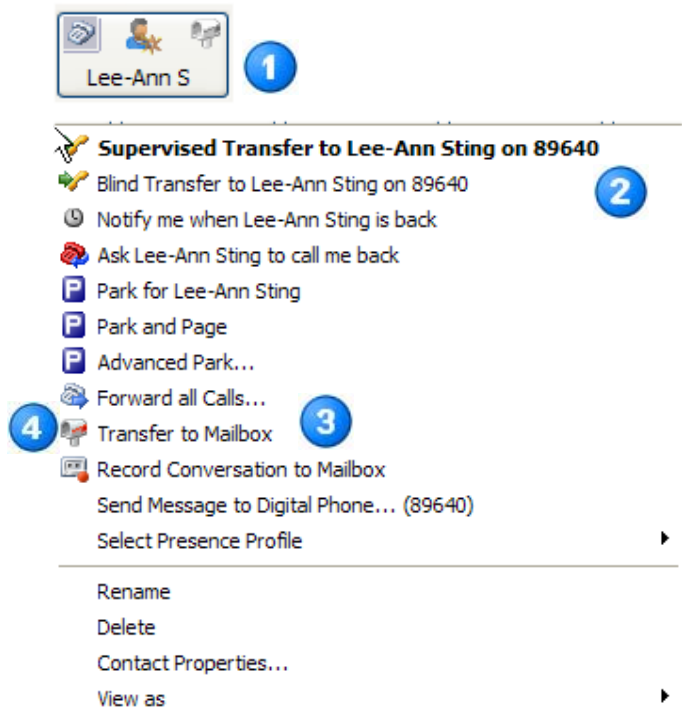 Lee-Ann S
1
Supervised Transfer to Lee-Ann Sting on 89640
Blind Transfer to Lee-Ann Sting on 89640
2
Notify me when Lee-Ann Sting is back
Ask Lee-Ann Sting to call me back
P Park for Lee-Ann Sting
P Park and Page
P Advanced Park...
Forward all Calls...
4 Transfer to Mailbox 3
Record Conversation to Mailbox
Send Message to Digital Phone... (89640)
Select Presence Profile
Rename
Delete
Contact Properties...
View as